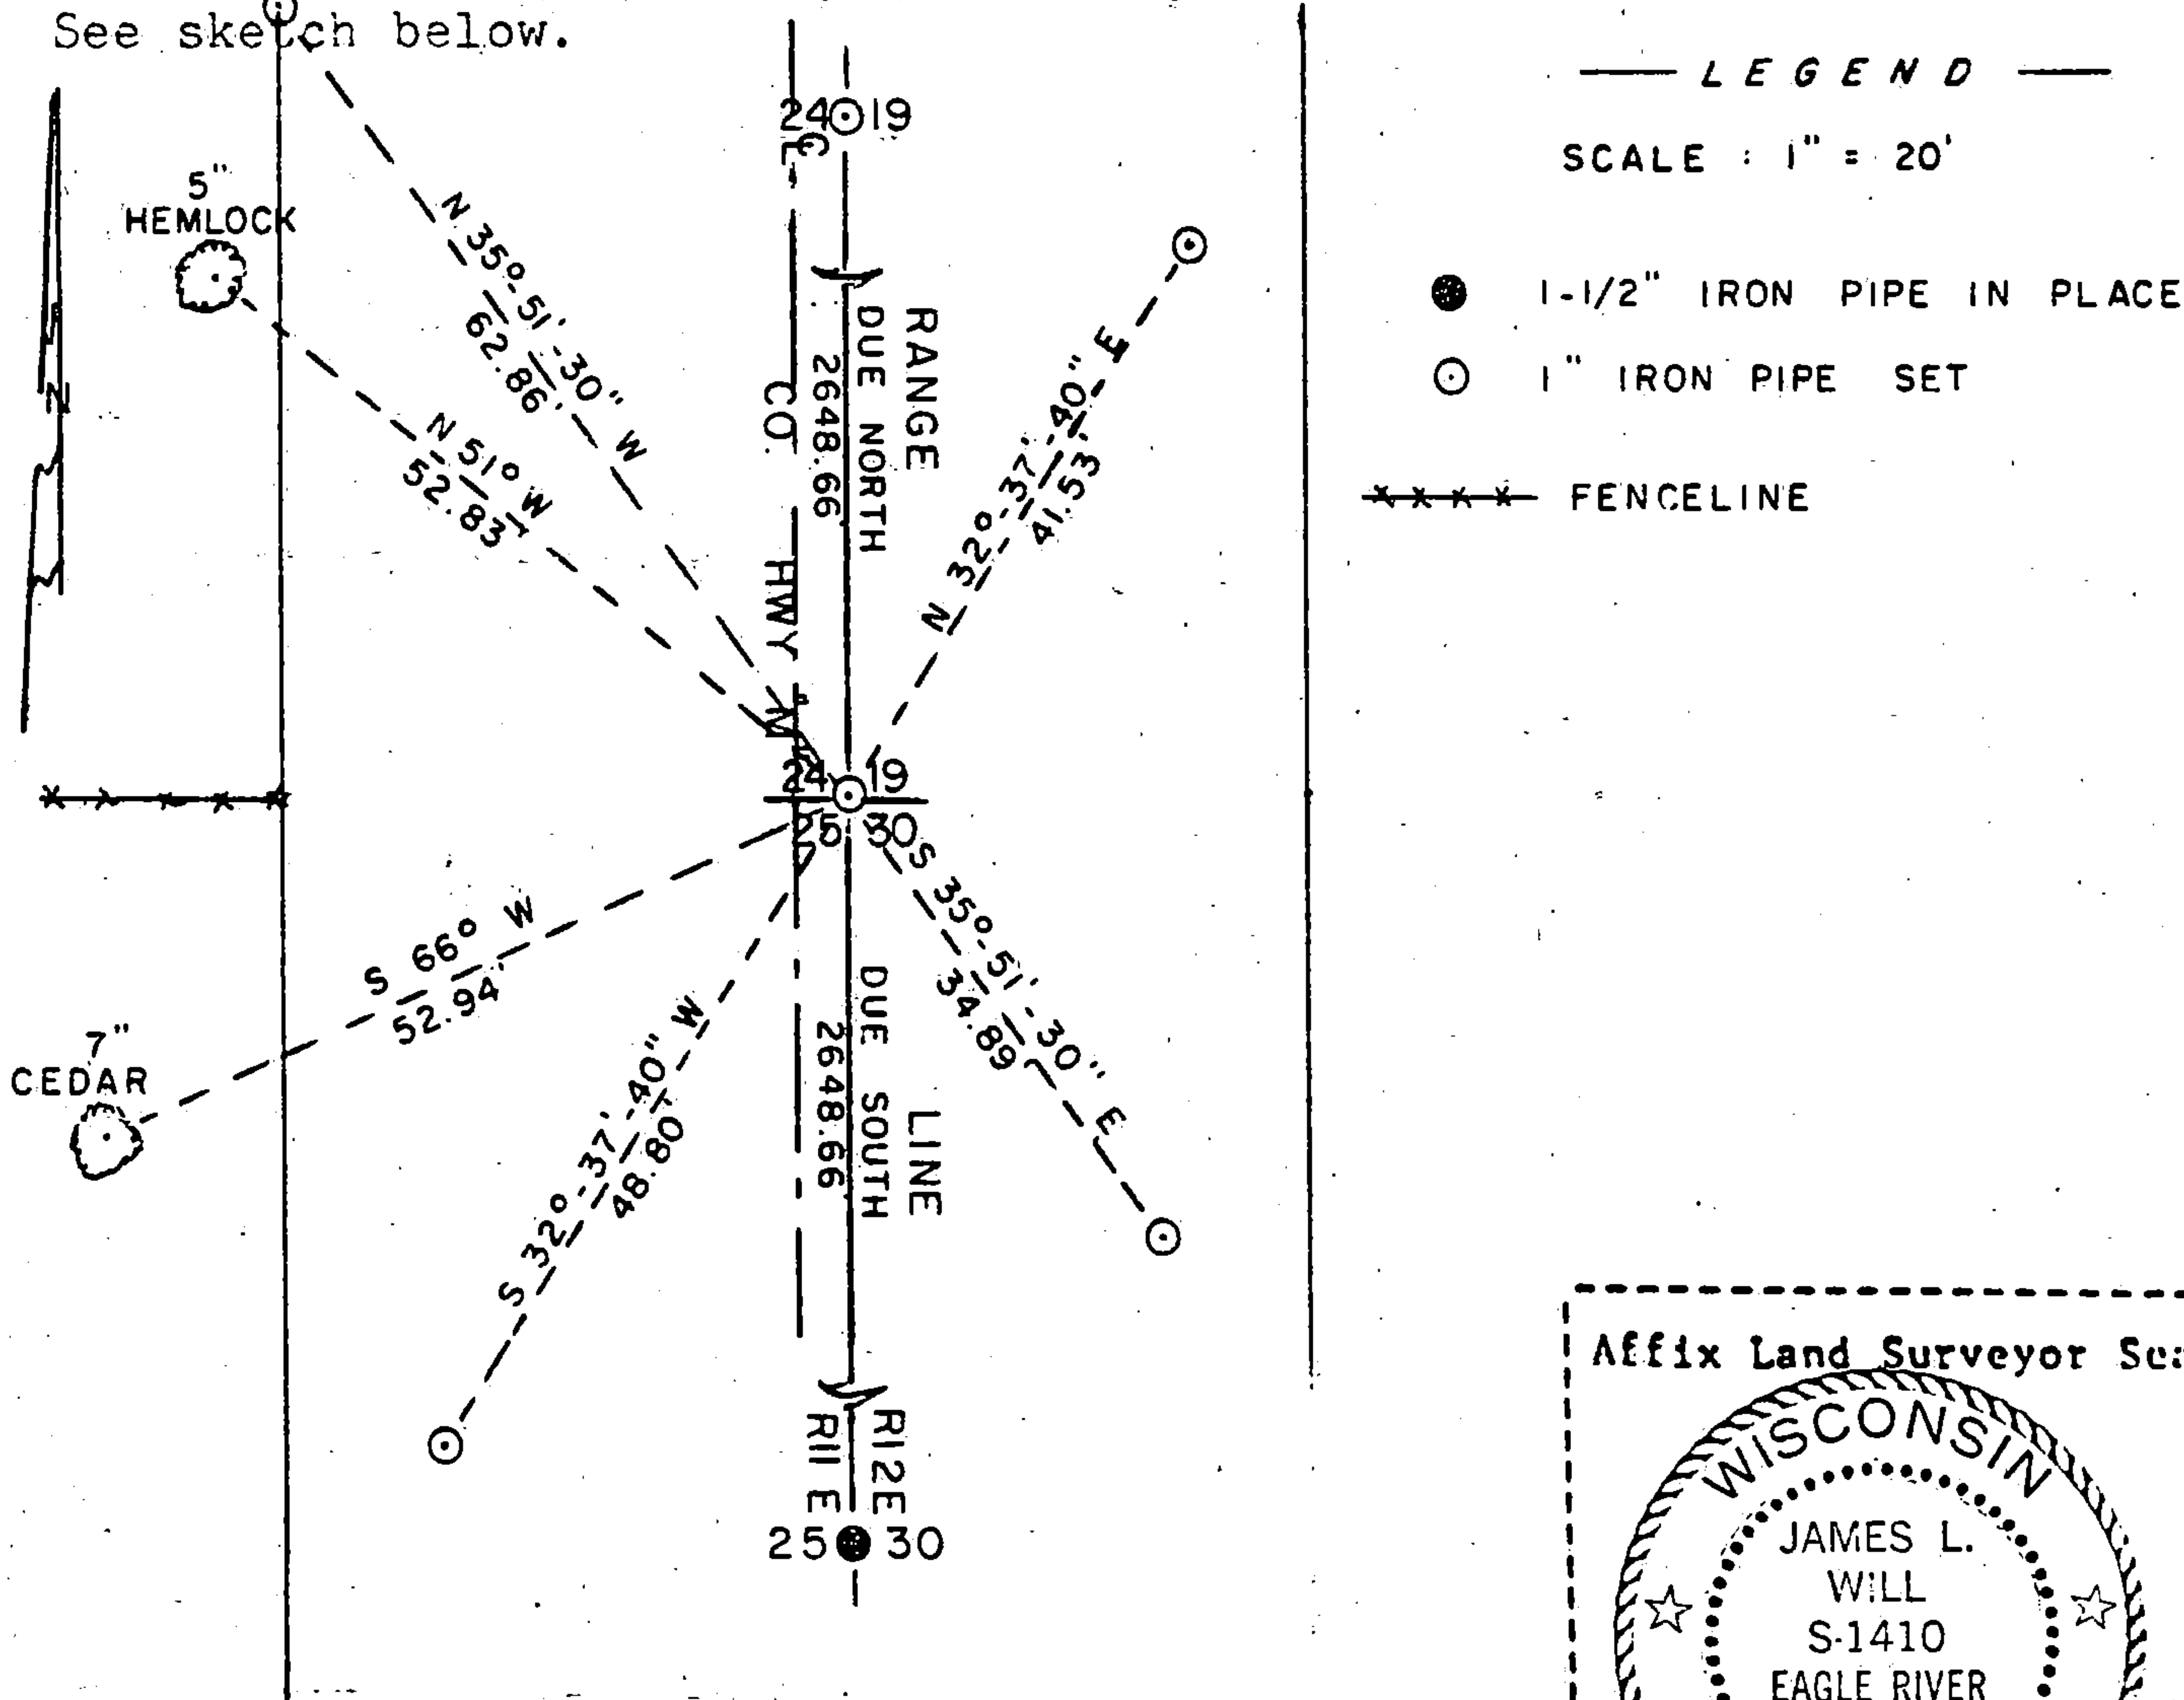 See sketch below.
24 19
5"
HEMLOCK
N 35°-51'-30" W
62.86'
N 51° W
52.83'
CO. HWY "M"
RANGE LINE
DUE NORTH
2648.66
N 32°-37'-40" E
41.53'
24 19
25 30
S 66° W
52.94'
7"
CEDAR
S 32°-37'-40" W
48.80'
DUE SOUTH
2648.66
S 35°-51'-30" E
34.89'
R11E R12E
25 30
N
LEGEND
SCALE : 1" = 20'
1-1/2" IRON PIPE IN PLACE
1" IRON PIPE SET
FENCELINE
Affix Land Surveyor
WISCONSIN
JAMES L.
WILL
S-1410
EAGLE RIVER